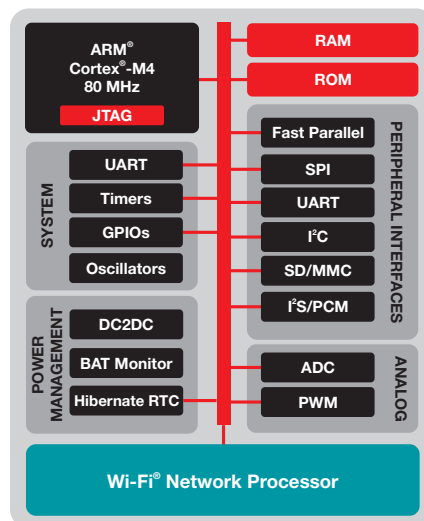 ARM®
Cortex®-M4
80 MHz
JTAG
RAM
ROM
SYSTEM
UART
Timers
GPIOs
Oscillators
POWER
MANAGEMENT
DC2DC
BAT Monitor
Hibernate RTC
PERIPHERAL INTERFACES
Fast Parallel
SPI
UART
I²C
SD/MMC
I²S/PCM
ANALOG
ADC
PWM
Wi-Fi® Network Processor